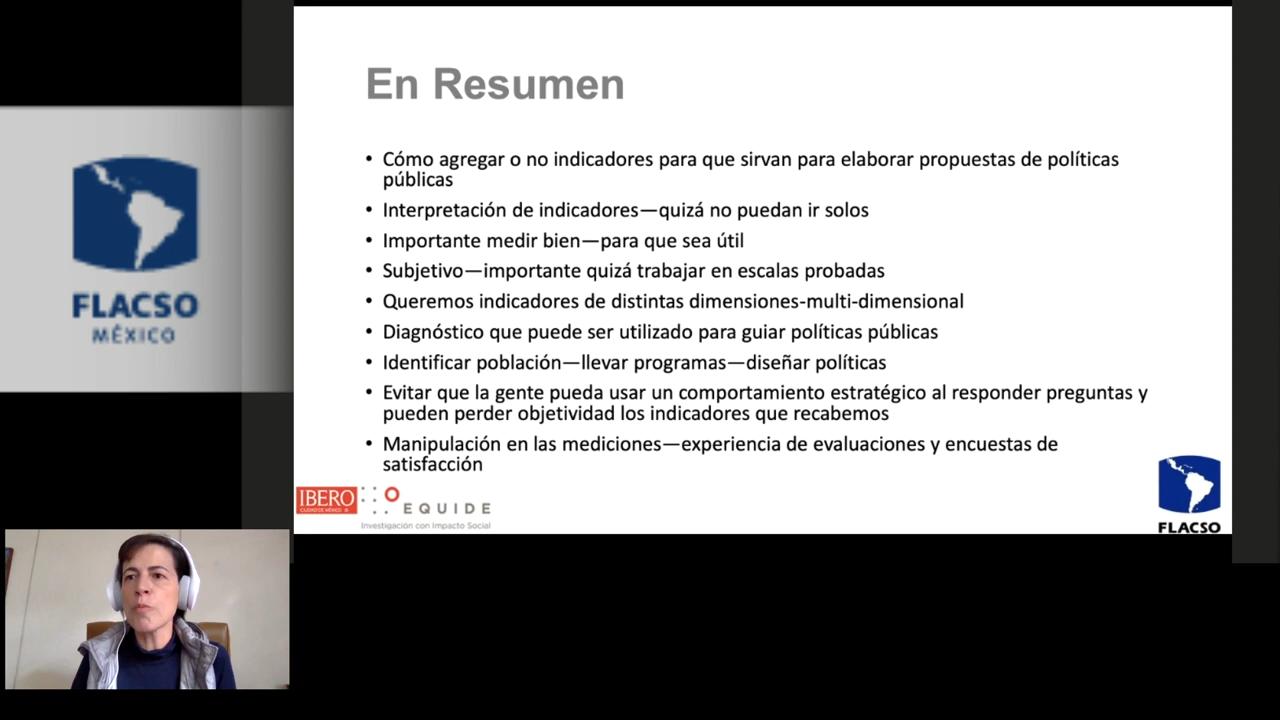 En Resumen
• Cómo agregar o no indicadores para que sirvan para elaborar propuestas de políticas
públicas
• Interpretación de indicadores—quizá no puedan ir solos
• Importante medir bien—para que sea útil
• Subjetivo—importante quizá trabajar en escalas probadas
• Queremos indicadores de distintas dimensiones-multi-dimensional
• Diagnóstico que puede ser utilizado para guiar políticas públicas
• Identificar población—llevar programas—diseñar políticas
• Evitar que la gente pueda usar un comportamiento estratégico al responder preguntas y
pueden perder objetividad los indicadores que recabemos
• Manipulación en las mediciones—experiencia de evaluaciones y encuestas de
satisfacción
FLACSO
MÉXICO
IBERO
CIUDAD DE MÉXICO
EQUIDE
Investigación con Impacto Social
FLACSO